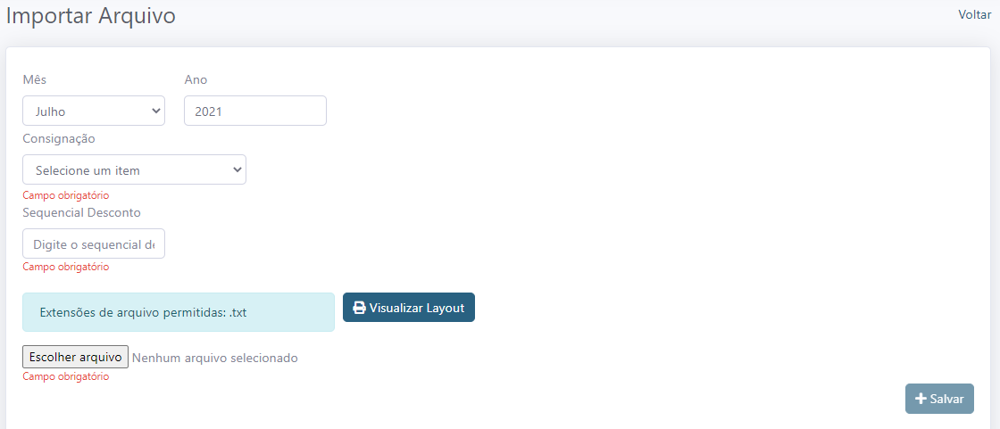 Importar Arquivo
Voltar
Mês
Ano
Julho
2021
Consignação
Selecione um item
Campo obrigatório
Sequencial Desconto
Digite o sequencial de
Campo obrigatório
Extensões de arquivo permitidas: .txt
Visualizar Layout
Escolher arquivo Nenhum arquivo selecionado
Campo obrigatório
Salvar